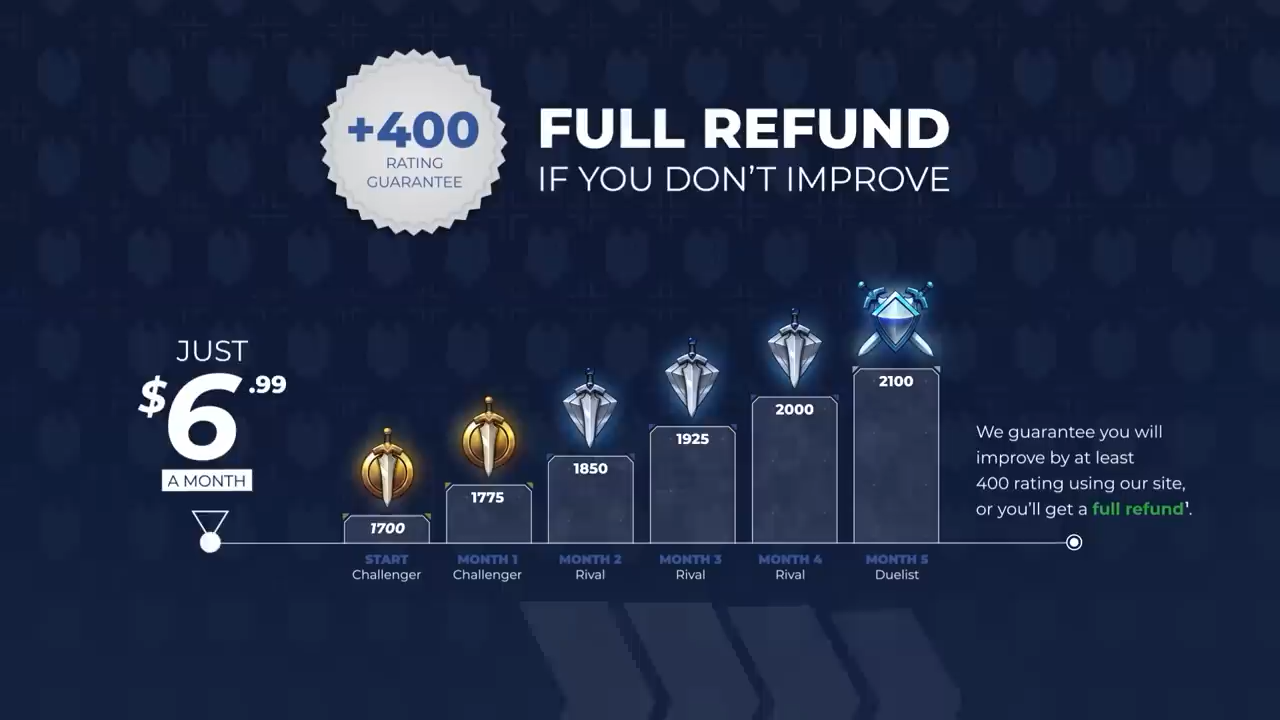 +400
RATING
GUARANTEE
FULL REFUND
IF YOU DON'T IMPROVE
JUST
$6.99
A MONTH
1700
1775
1850
1925
2000
2100
START
Challenger
MONTH 1
Challenger
MONTH 2
Rival
MONTH 3
Rival
MONTH 4
Rival
MONTH 5
Duelist
We guarantee you will
improve by at least
400 rating using our site,
or you'll get a full refund¹.